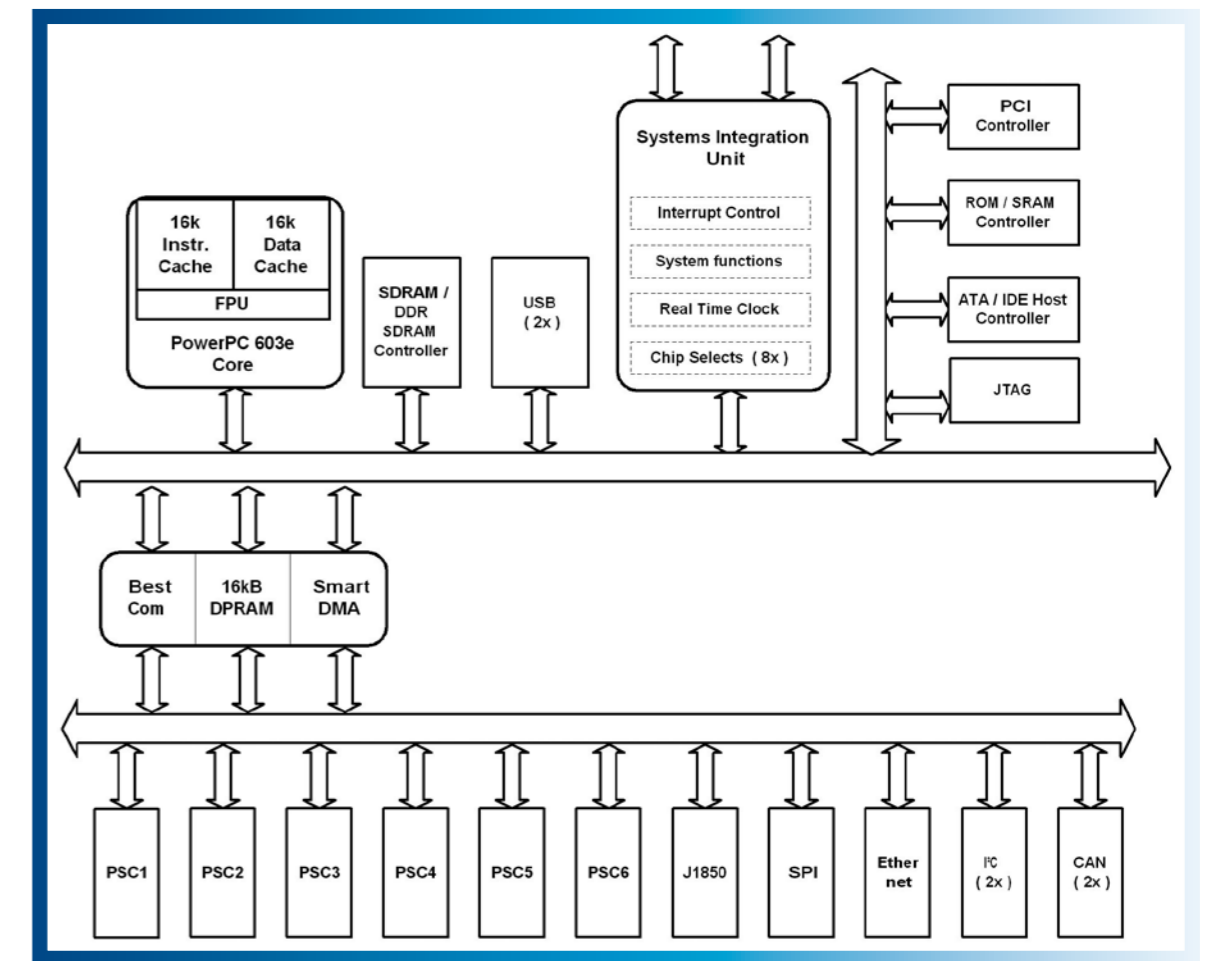 Systems Integration
Unit
Interrupt Control
System functions
Real Time Clock
Chip Selects ( 8x )
PCI
Controller
ROM / SRAM
Controller
ATA / IDE Host
Controller
JTAG
16k
Instr.
Cache
16k
Data
Cache
FPU
PowerPC 603e
Core
SDRAM /
DDR
SDRAM
Controller
USB
( 2x )
Best
Com
16kB
DPRAM
Smart
DMA
PSC1
PSC2
PSC3
PSC4
PSC5
PSC6
J1850
SPI
Ether
net
I²C
( 2x )
CAN
( 2x )